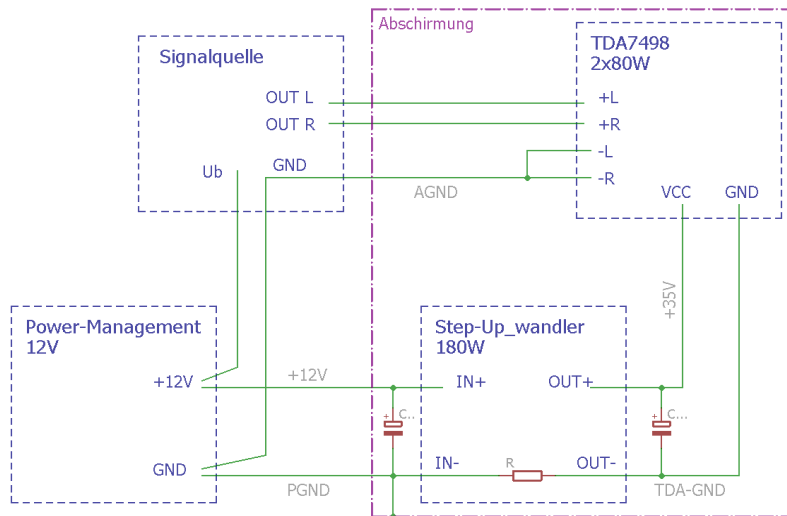 Abschirmung
Signalquelle
OUT L
OUT R
GND
Ub
TDA7498
2x80W
+L
+R
-L
-R
VCC
GND
AGND
+35V
Power-Management
12V
+12V
GND
+12V
PGND
Step-Up_wandler
180W
IN+
OUT+
IN-
OUT-
+
C..
R
+
C...
TDA-GND